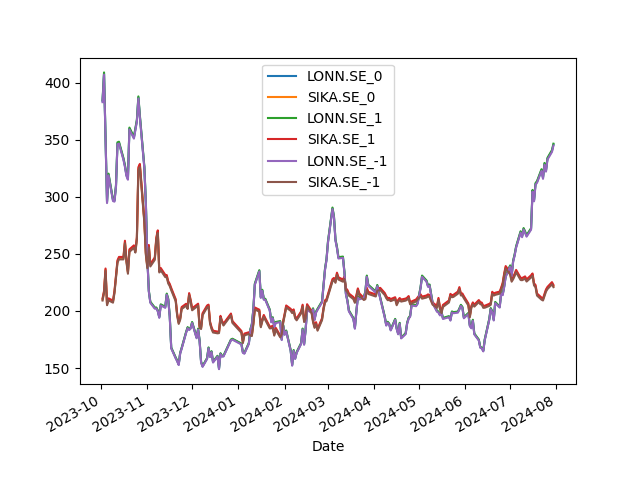 LONN.SE_0
SIKA.SE_0
LONN.SE_1
SIKA.SE_1
LONN.SE_-1
SIKA.SE_-1
400
350
300
250
200
150
2023-10
2023-11
2023-12
2024-01
2024-02
2024-03
2024-04
2024-05
2024-06
2024-07
2024-08
Date